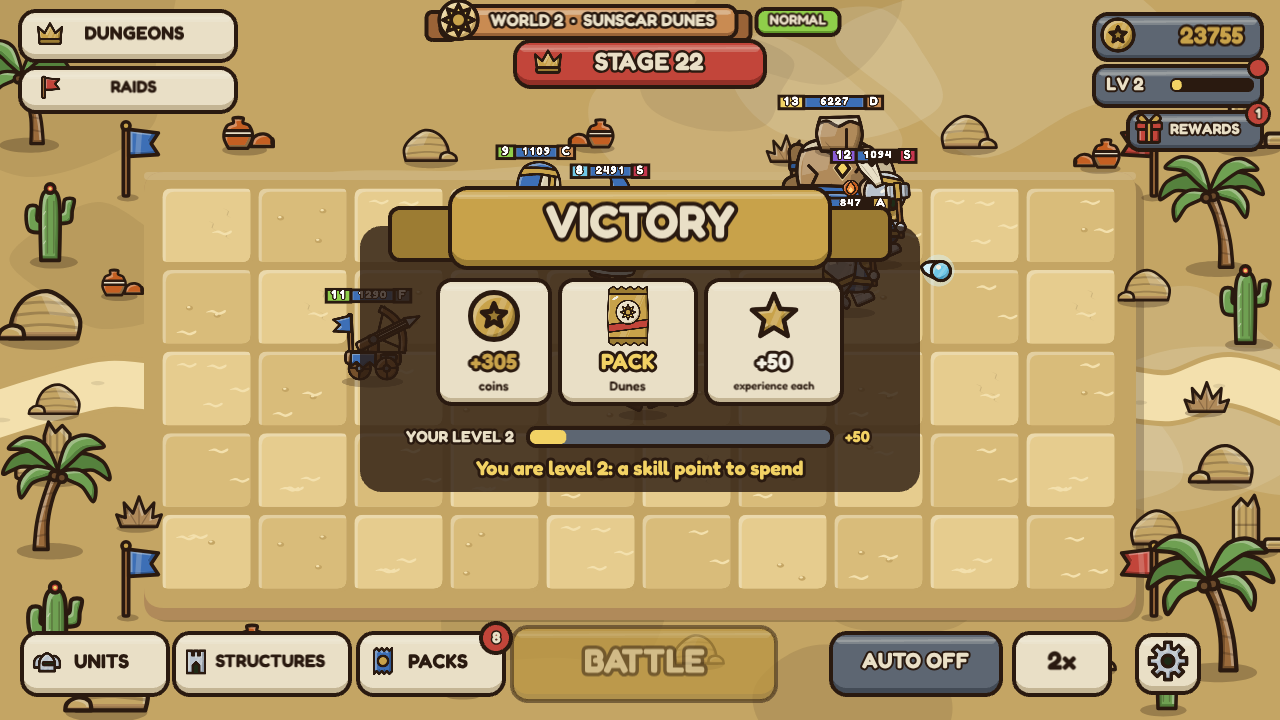 DUNGEONS
RAIDS
WORLD 2 • SUNSCAR DUNES
NORMAL
STAGE 22
23755
LV 2
1
REWARDS
13 6227 D
9 1109 C
8 2491 S
12 1094 S
847 A
11 1290 F
VICTORY
+305
coins
PACK
Dunes
+50
experience each
YOUR LEVEL 2
+50
You are level 2: a skill point to spend
UNITS
STRUCTURES
PACKS
8
BATTLE
AUTO OFF
2x